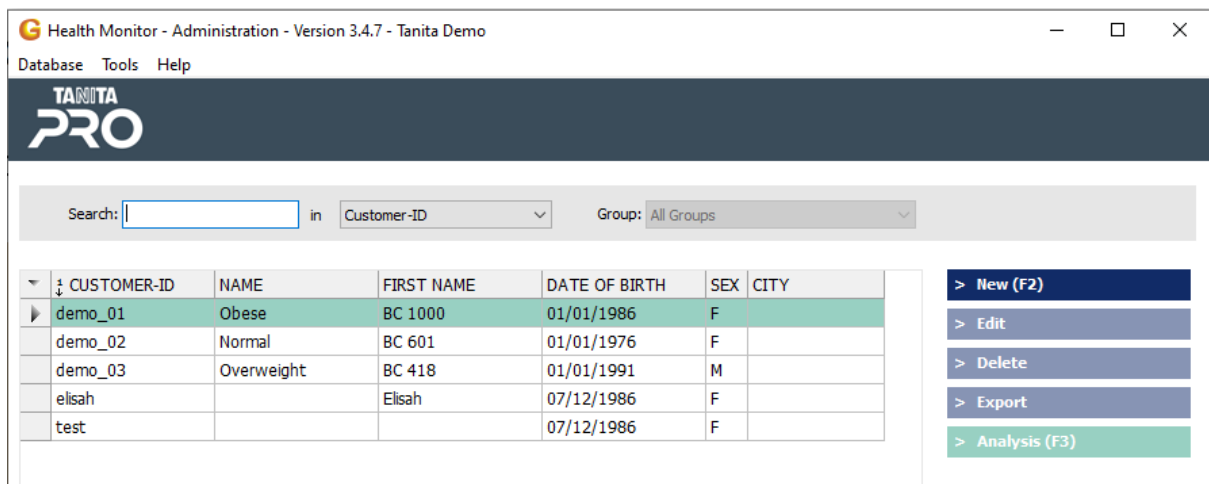 Health Monitor - Administration - Version 3.4.7 - Tanita Demo
Database Tools Help
TANITA
PRO
Search: in Customer-ID Group: All Groups
1 CUSTOMER-ID NAME FIRST NAME DATE OF BIRTH SEX CITY
demo_01 Obese BC 1000 01/01/1986 F
demo_02 Normal BC 601 01/01/1976 F
demo_03 Overweight BC 418 01/01/1991 M
elisah Elisah 07/12/1986 F
test 07/12/1986 F
> New (F2)
> Edit
> Delete
> Export
> Analysis (F3)